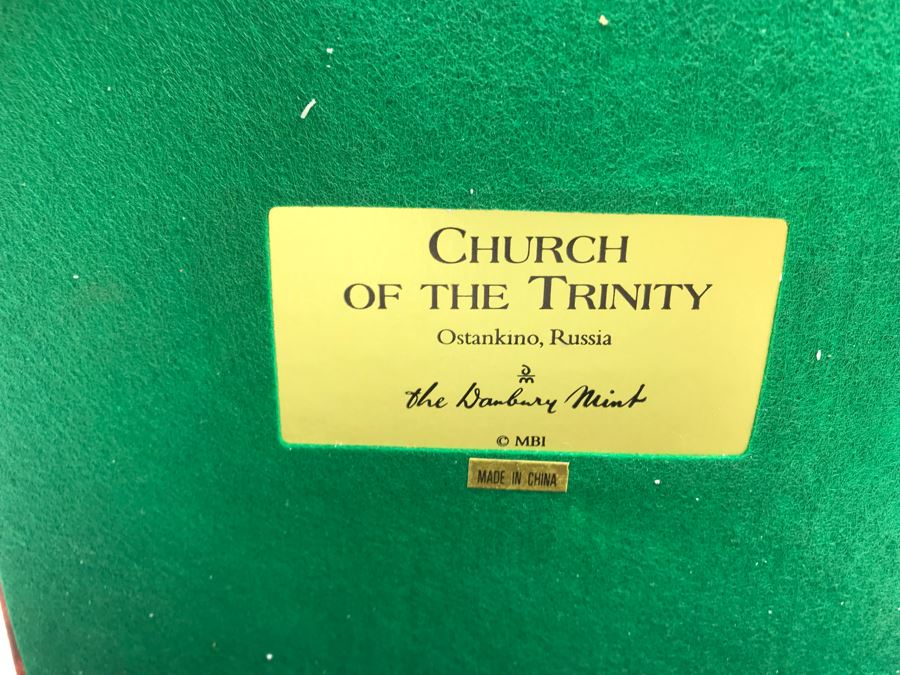 CHURCH
OF THE TRINITY
Ostankino, Russia
the Danbury Mint
© MBI
MADE IN CHINA